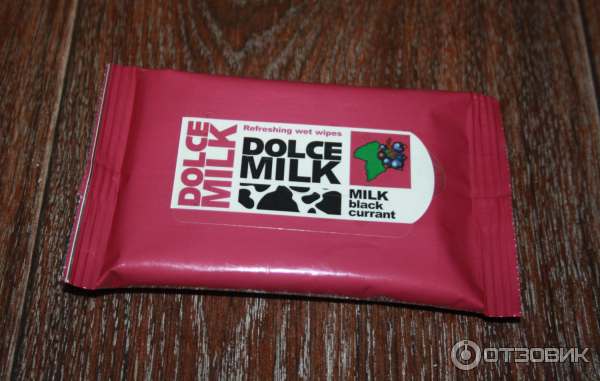 DOLCE
MILK
Refreshing wet wipes
DOLCE
MILK
MILK
black
currant
ОТЗОВИК